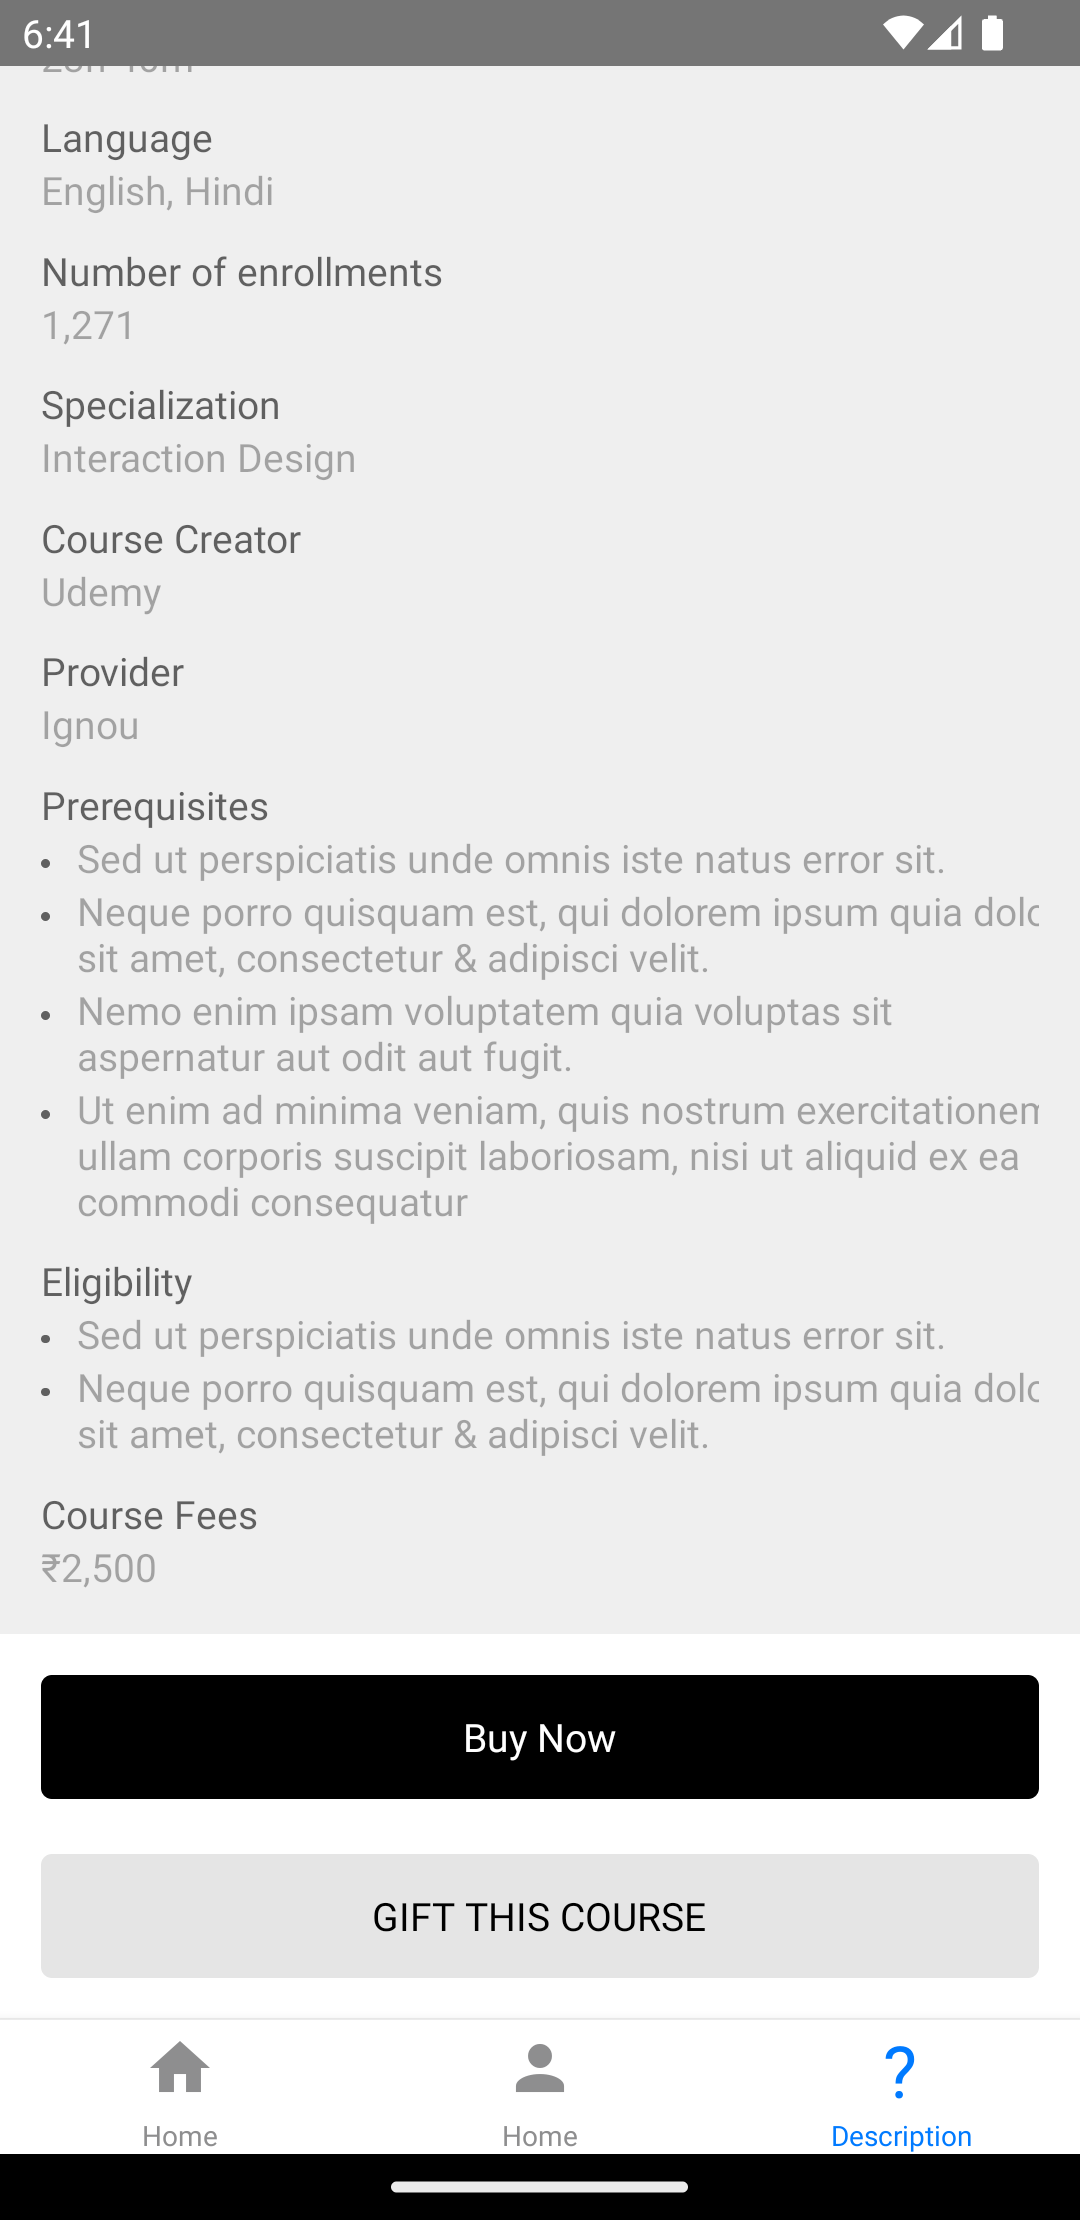 6:41
Language
English, Hindi
Number of enrollments
1,271
Specialization
Interaction Design
Course Creator
Udemy
Provider
Ignou
Prerequisites
• Sed ut perspiciatis unde omnis iste natus error sit.
• Neque porro quisquam est, qui dolorem ipsum quia
sit amet, consectetur & adipisci velit.
• Nemo enim ipsam voluptatem quia voluptas sit
aspernatur aut odit aut fugit.
• Ut enim ad minima veniam, quis nostrum exercitationem
ullam corporis suscipit laboriosam, nisi ut aliquid ex ea
commodi consequatur
Eligibility
• Sed ut perspiciatis unde omnis iste natus error sit.
• Neque porro quisquam est, qui dolorem ipsum quia
sit amet, consectetur & adipisci velit.
Course Fees
₹2,500
Buy Now
GIFT THIS COURSE
Home
Home
?
Description